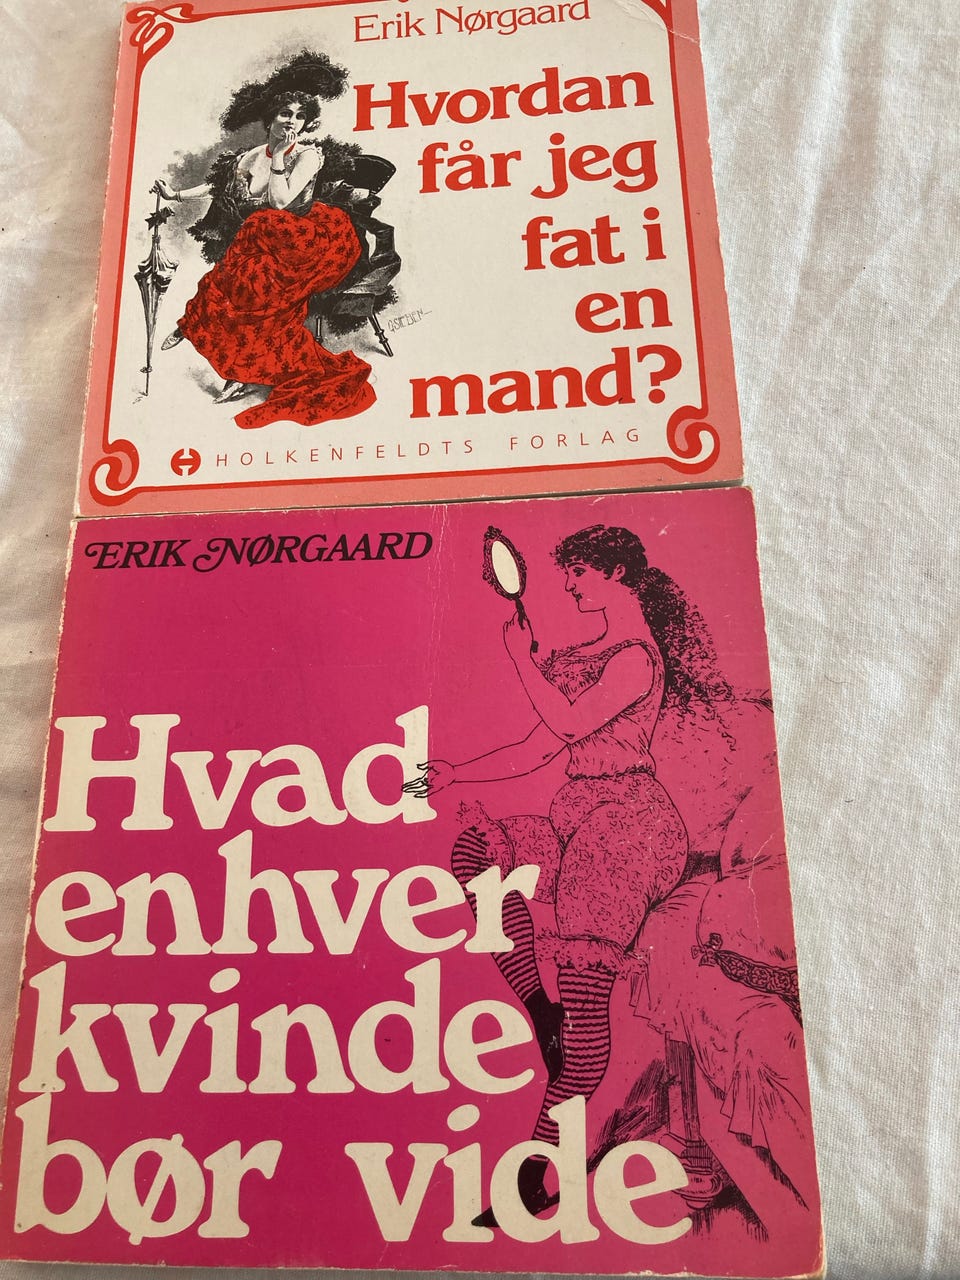 Erik Nørgaard
Hvordan
får jeg
fat i
en
mand?
HOLKENFELDTS FORLAG
ERIK NØRGAARD
Hvad
enhver
kvinde
bør vide